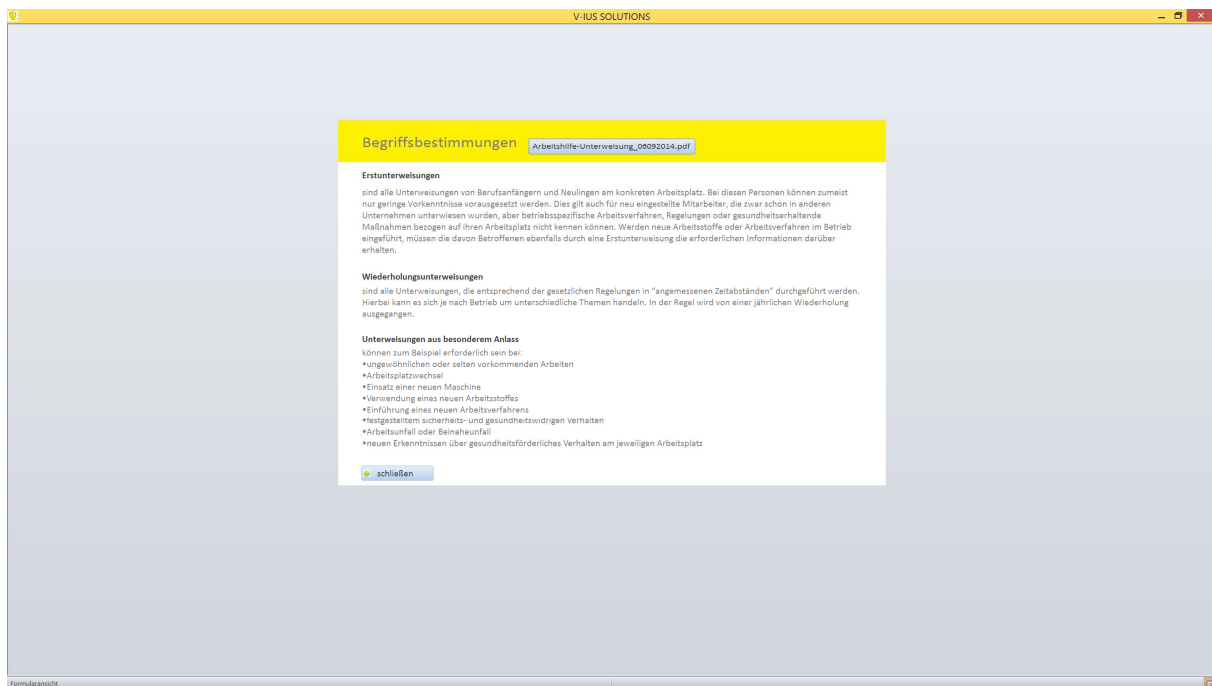 V-IUS SOLUTIONS
Begriffsbestimmungen
Arbeitshilfe-Unterweisung_06092014.pdf
Erstunterweisungen
sind alle Unterweisungen von Berufsanfängern und Neulingen am konkreten Arbeitsplatz. Bei diesen Personen können zumeist
nur geringe Vorkenntnisse vorausgesetzt werden. Dies gilt auch für neu eingestellte Mitarbeiter, die zwar schon in anderen
Unternehmen unterwiesen wurden, aber betriebsspezifische Arbeitsverfahren, Regelungen oder gesundheitserhaltende
Maßnahmen bezogen auf ihren Arbeitsplatz nicht kennen können. Werden neue Arbeitsstoffe oder Arbeitsverfahren im Betrieb
eingeführt, müssen die davon Betroffenen ebenfalls durch eine Erstunterweisung die erforderlichen Informationen darüber
erhalten.
Wiederholungsunterweisungen
sind alle Unterweisungen, die entsprechend der gesetzlichen Regelungen in "angemessenen Zeitabständen" durchgeführt werden.
Hierbei kann es sich je nach Betrieb um unterschiedliche Themen handeln. In der Regel wird von einer jährlichen Wiederholung
ausgegangen.
Unterweisungen aus besonderem Anlass
können zum Beispiel erforderlich sein bei:
•ungewöhnlichen oder selten vorkommenden Arbeiten
•Arbeitsplatzwechsel
•Einsatz einer neuen Maschine
•Verwendung eines neuen Arbeitsstoffes
•Einführung eines neuen Arbeitsverfahrens
•festgestelltem sicherheits- und gesundheitswidrigen Verhalten
•Arbeitsunfall oder Beinaheunfall
•neuen Erkenntnissen über gesundheitsförderliches Verhalten am jeweiligen Arbeitsplatz
schließen
Formularansicht